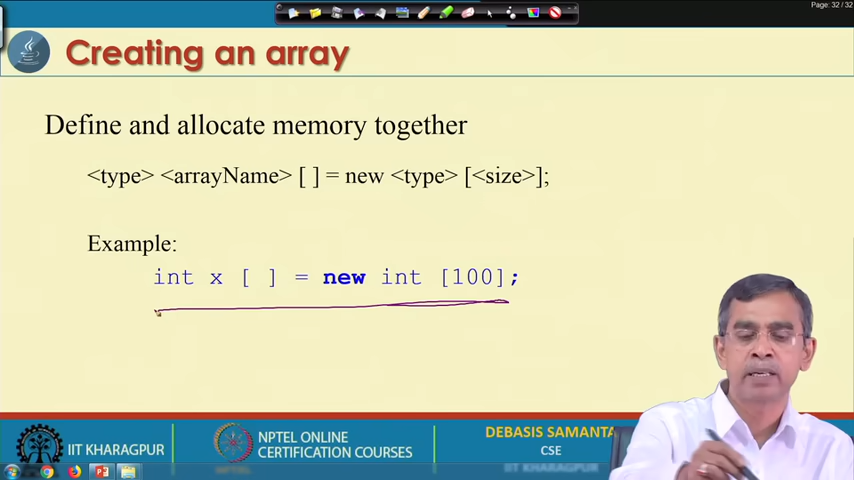 Page: 32 / 32
Creating an array
Define and allocate memory together
<type> <arrayName> [ ] = new <type> [<size>];
Example:
int x [ ] = new int [100];
IIT KHARAGPUR
NPTEL ONLINE
CERTIFICATION COURSES
NPTEL
DEBASIS SAMANTA
CSE
IIT KHARAGPUR